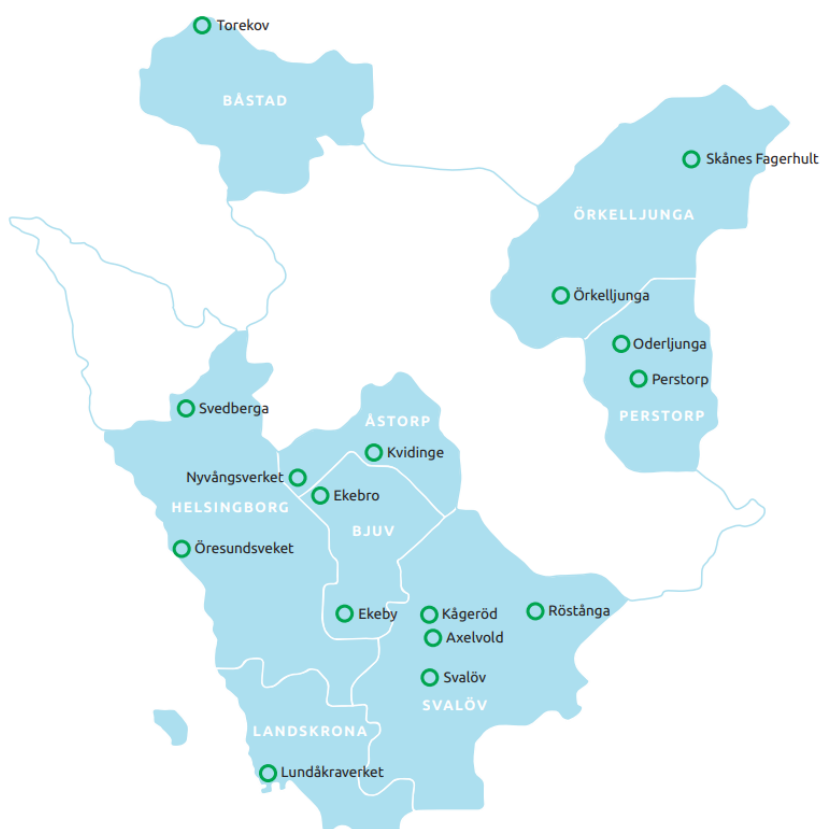 Torekov
BÅSTAD
Skånes Fagerhult
ÖRKELLJUNGA
Örkelljunga
Oderljunga
Perstorp
PERSTORP
Svedberga
ÅSTORP
Kvidinge
Nyvångsverket
Ekebro
HELSINGBORG
BJUV
Öresundsveket
Ekeby
Kågeröd
Röstånga
Axelvold
Svalöv
SVALÖV
LANDSKRONA
Lundåkraverket